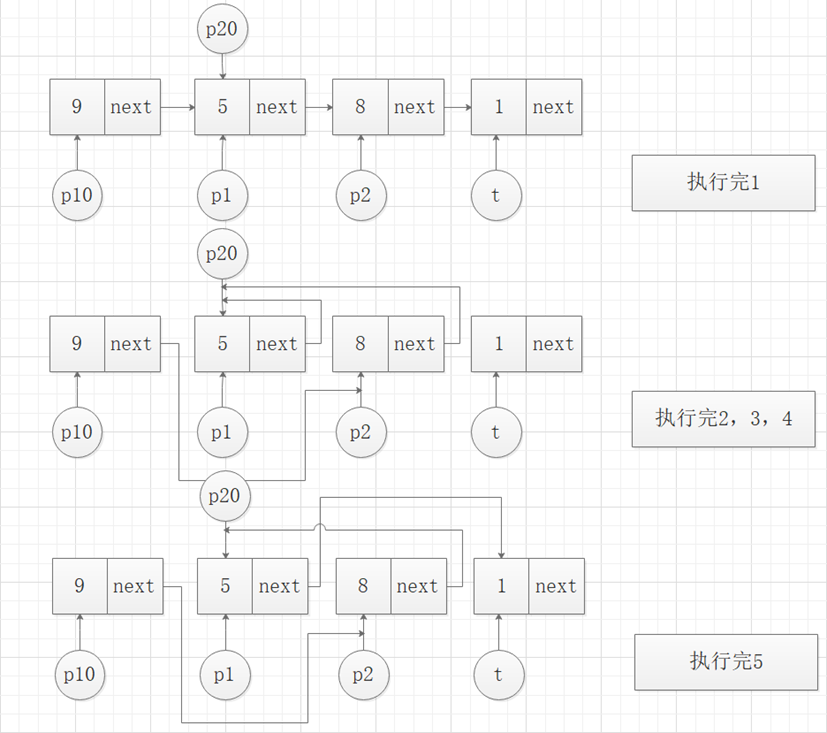 p20
9 next 5 next 8 next 1 next
p10 p1 p2 t
执行完1
p20
9 next 5 next 8 next 1 next
p10 p1 p2 t
执行完2，3，4
p20
9 next 5 next 8 next 1 next
p10 p1 p2 t
执行完5